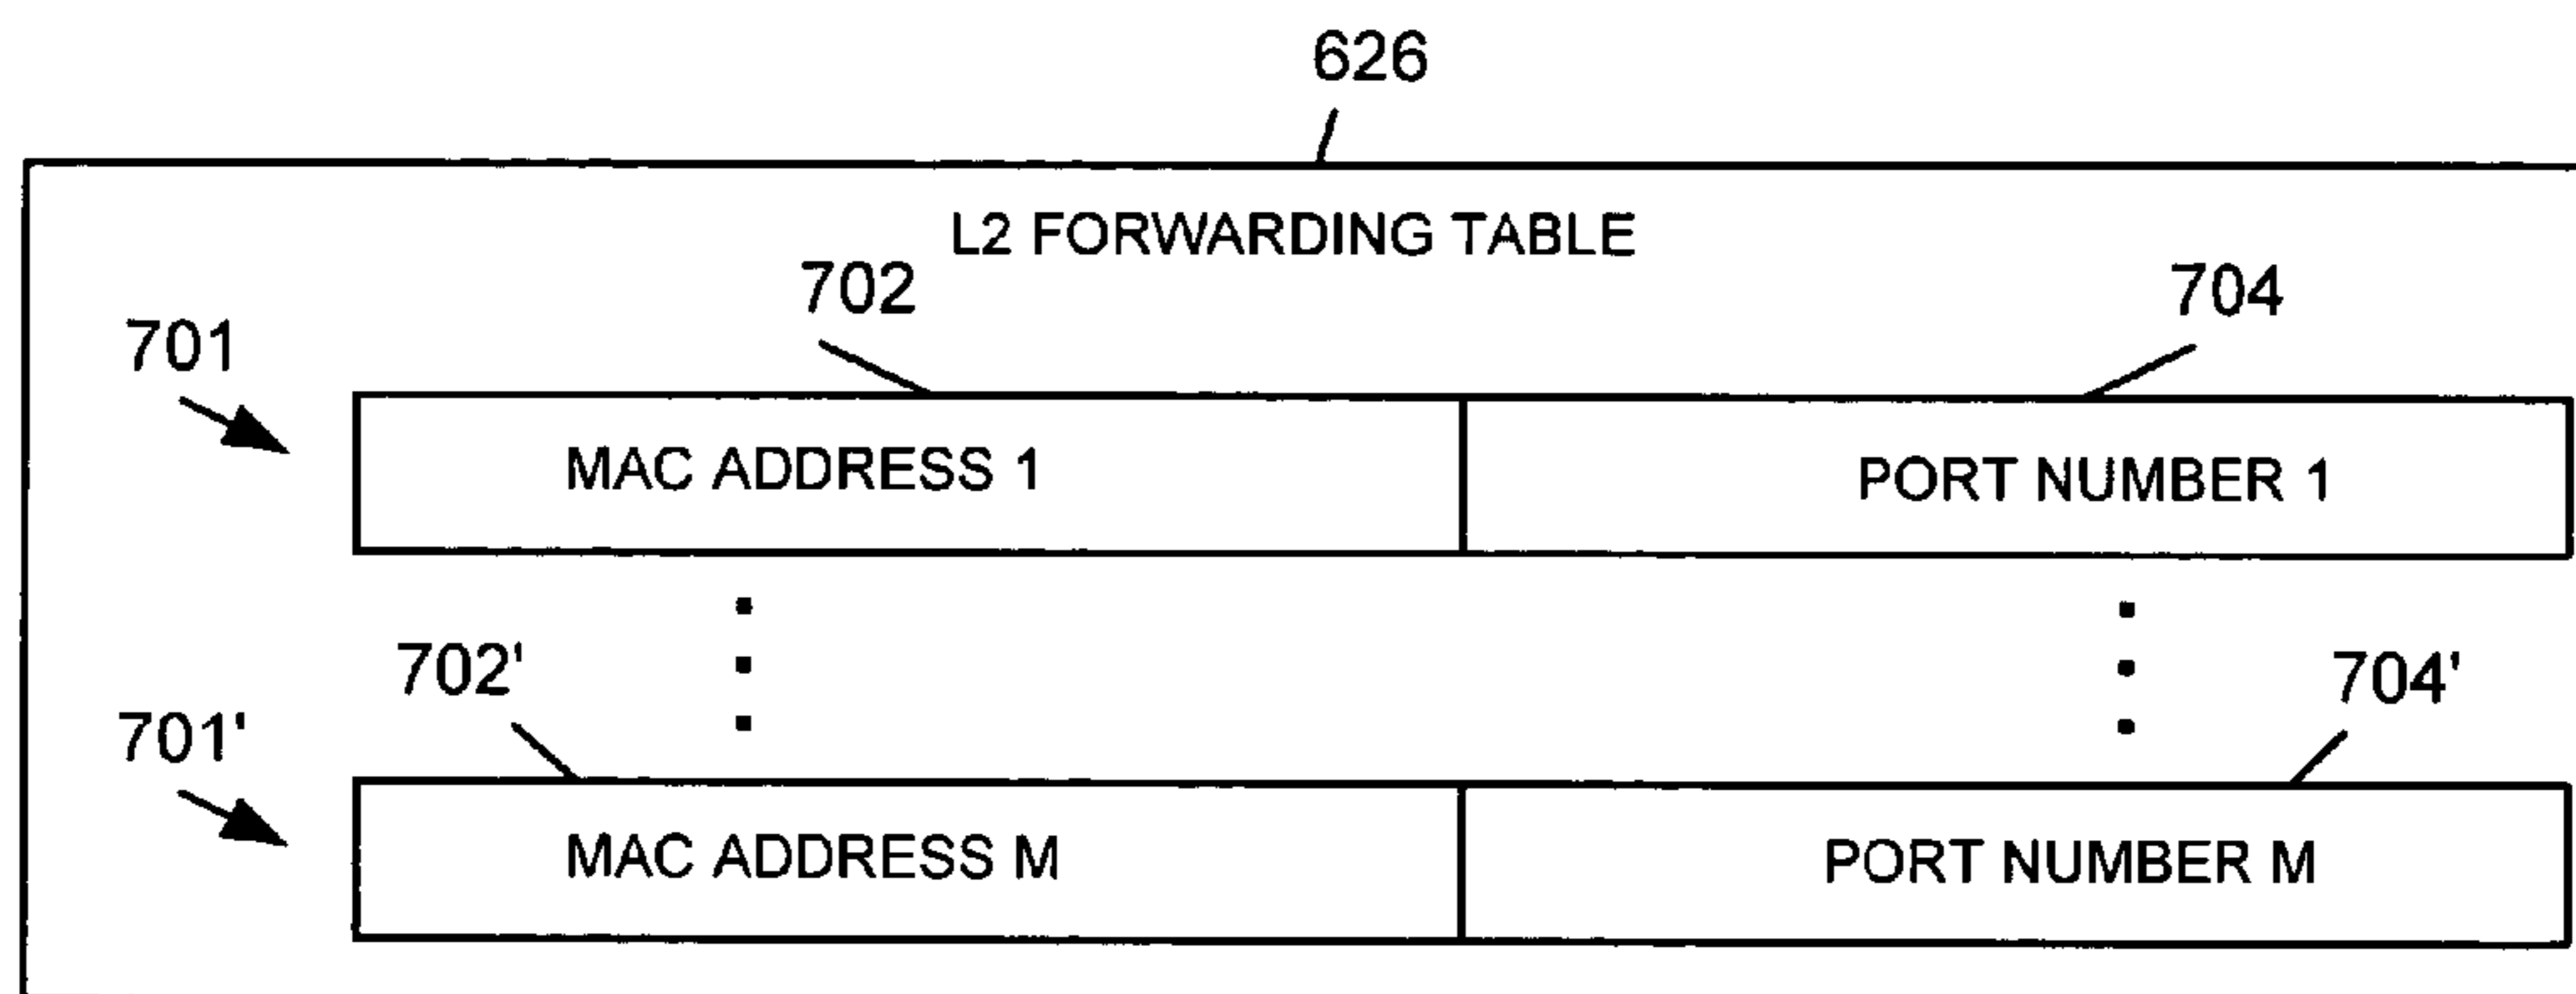 626
L2 FORWARDING TABLE
702
704
701
MAC ADDRESS 1
PORT NUMBER 1
702'
704'
701'
MAC ADDRESS M
PORT NUMBER M